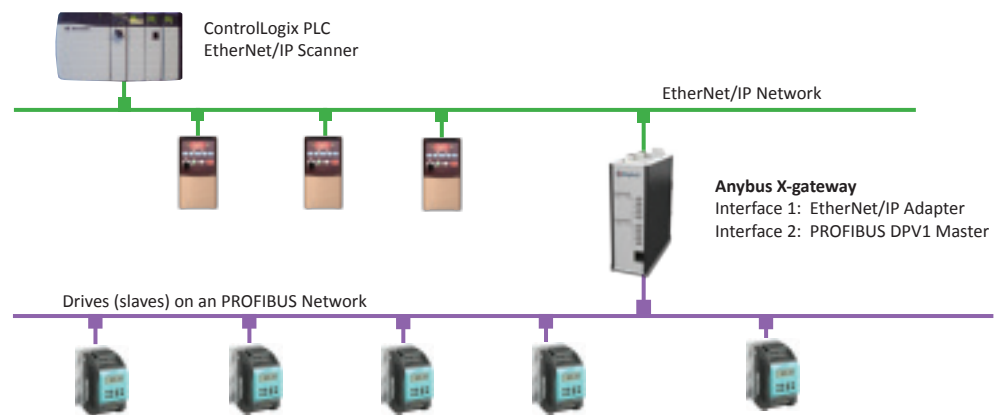 ControlLogix PLC
EtherNet/IP Scanner
EtherNet/IP Network
Anybus X-gateway
Interface 1: EtherNet/IP Adapter
Interface 2: PROFIBUS DPV1 Master
Drives (slaves) on an PROFIBUS Network